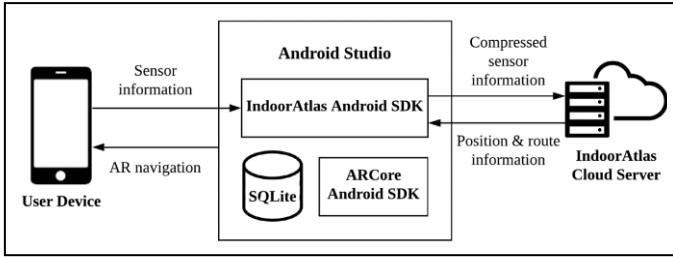 Android Studio
Sensor
information
IndoorAtlas Android SDK
Compressed
sensor
information
AR navigation
User Device
SQLite
ARCore
Android SDK
Position & route
information
IndoorAtlas
Cloud Server